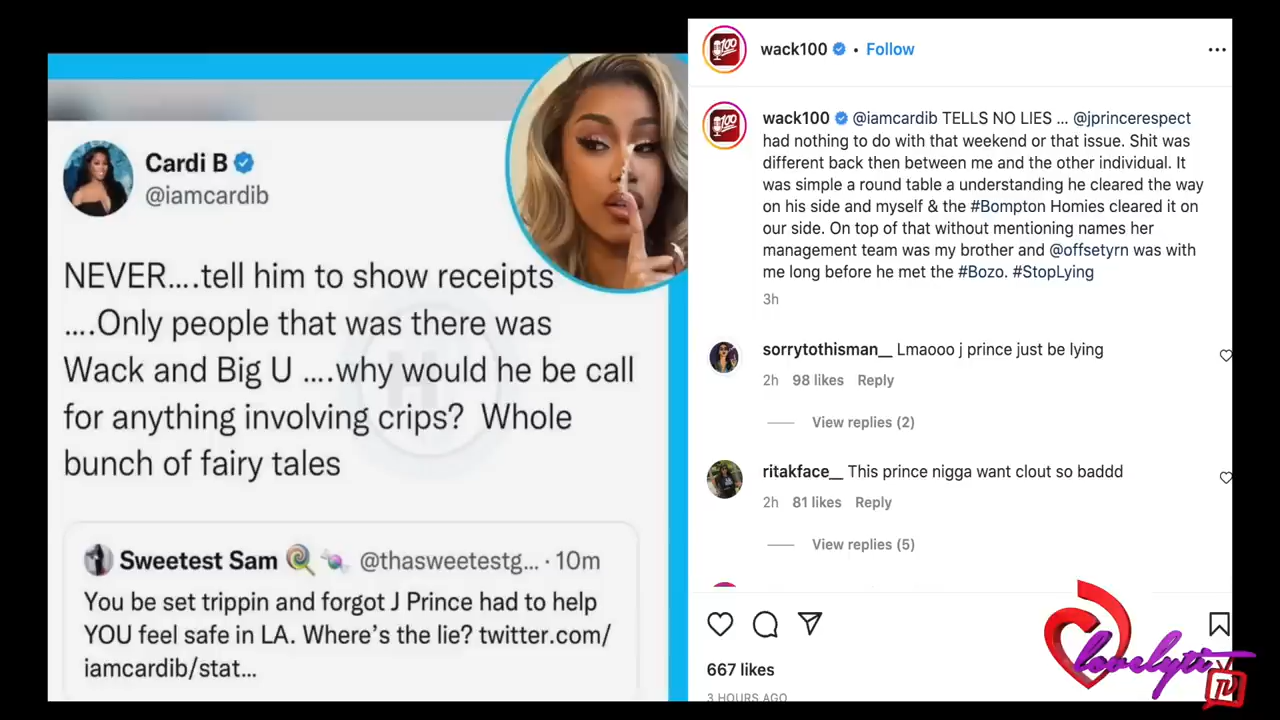 Cardi B
@iamcardib
NEVER....tell him to show receipts
....Only people that was there was
Wack and Big U ....why would he be call
for anything involving crips? Whole
bunch of fairy tales
Sweetest Sam @thasweetestg... · 10m
You be set trippin and forgot J Prince had to help
YOU feel safe in LA. Where's the lie? twitter.com/
iamcardib/stat...
wack100 • Follow
wack100 @iamcardib TELLS NO LIES ... @jprincerespect
had nothing to do with that weekend or that issue. Shit was
different back then between me and the other individual. It
was simple a round table a understanding he cleared the way
on his side and myself & the #Bompton Homies cleared it on
our side. On top of that without mentioning names her
management team was my brother and @offsetyrn was with
me long before he met the #Bozo. #StopLying
3h
sorrytothisman__ Lmaooo j prince just be lying
2h 98 likes Reply
View replies (2)
ritakface__ This prince nigga want clout so baddd
2h 81 likes Reply
View replies (5)
667 likes
3 HOURS AGO
lovelyti
TV